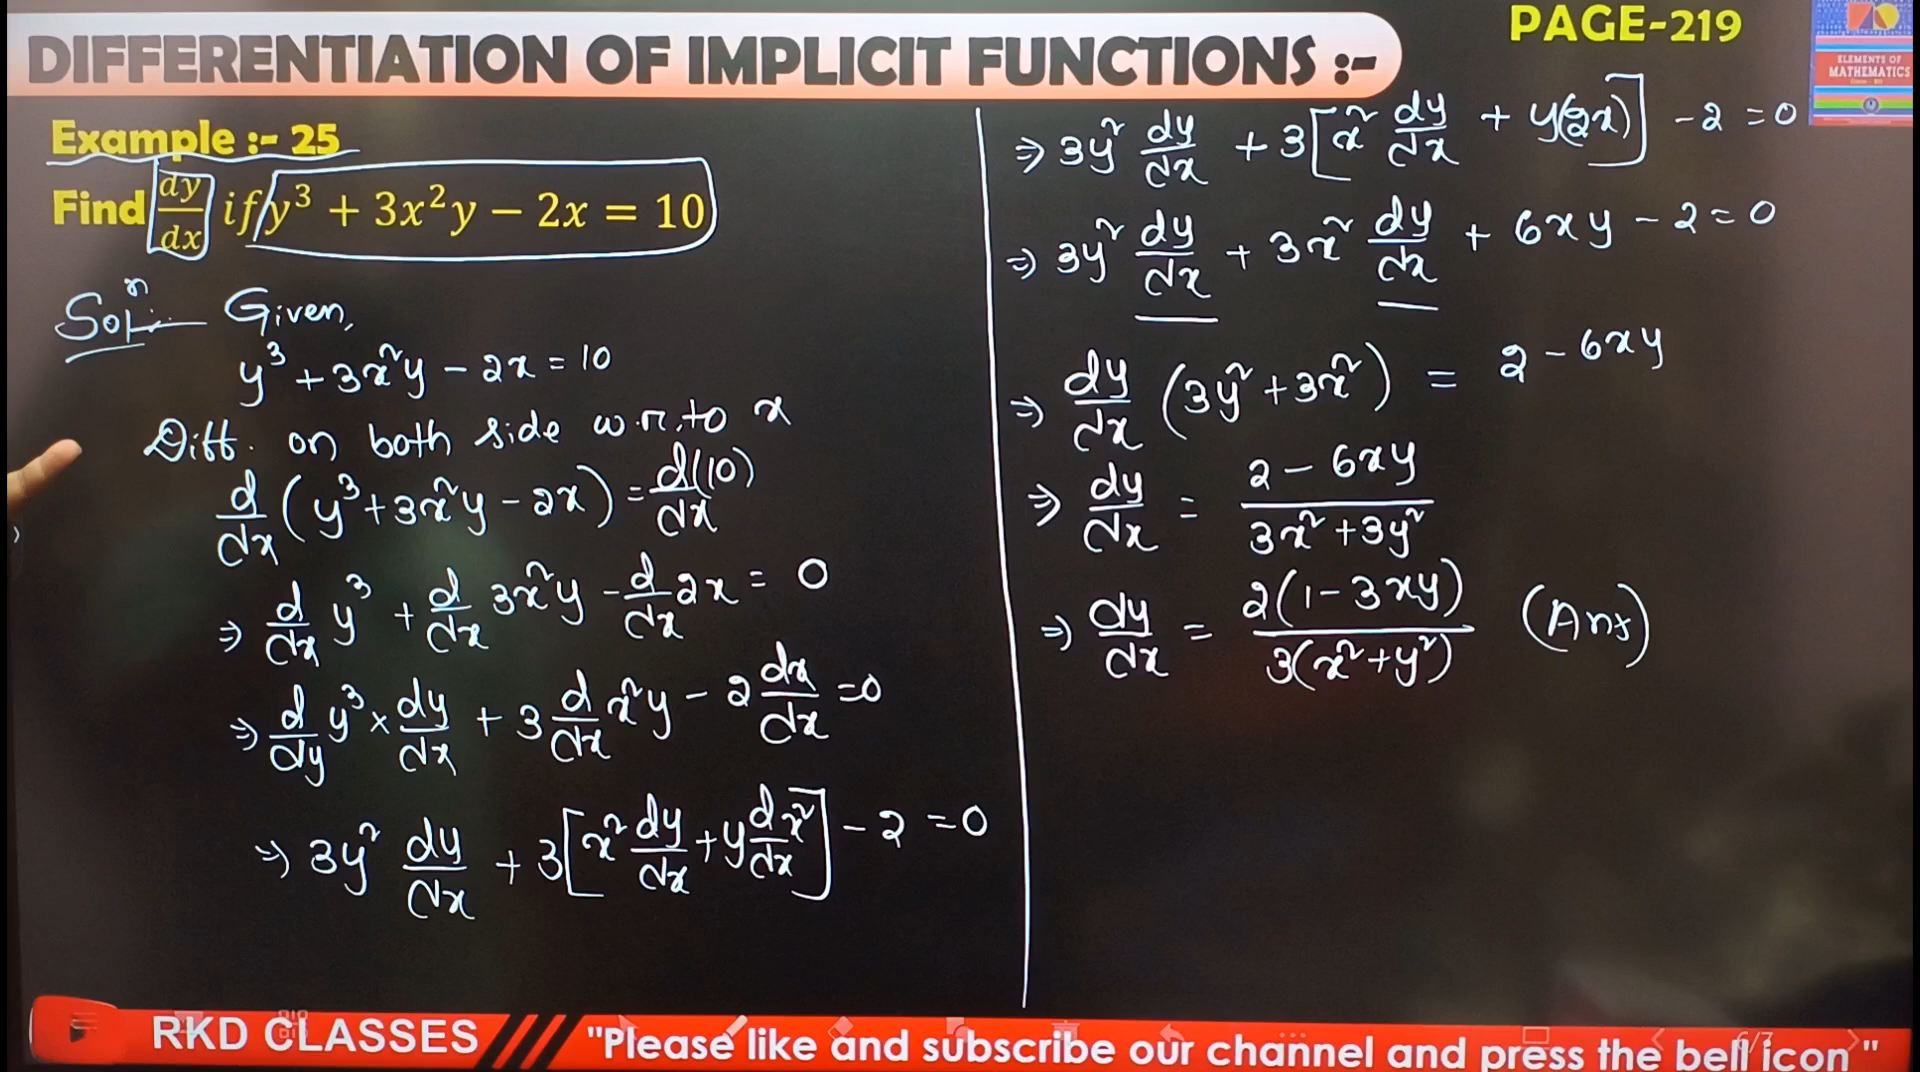 PAGE-219
ELEMENTS OF
MATHEMATICS
DIFFERENTIATION OF IMPLICIT FUNCTIONS :-
Example :- 25
Find dy/dx if y³ + 3x²y − 2x = 10
Solⁿ Given,
y³ + 3x²y − 2x = 10
Diff. on both side w.r.to x
d/dx (y³ + 3x²y − 2x) = d(10)/dx
⇒ d/dx y³ + d/dx 3x²y − d/dx 2x = 0
⇒ d/dy y³ × dy/dx + 3 d/dx x²y − 2 dx/dx = 0
⇒ 3y² dy/dx + 3[x² dy/dx + y d/dx x²] − 2 = 0
⇒ 3y² dy/dx + 3[x² dy/dx + y(2x)] − 2 = 0
⇒ 3y² dy/dx + 3x² dy/dx + 6xy − 2 = 0
⇒ dy/dx (3y² + 3x²) = 2 − 6xy
⇒ dy/dx = (2 − 6xy)/(3x² + 3y²)
⇒ dy/dx = 2(1 − 3xy)/3(x² + y²) (Ans)
RKD CLASSES
"Please like and subscribe our channel and press the bell icon"
6/7